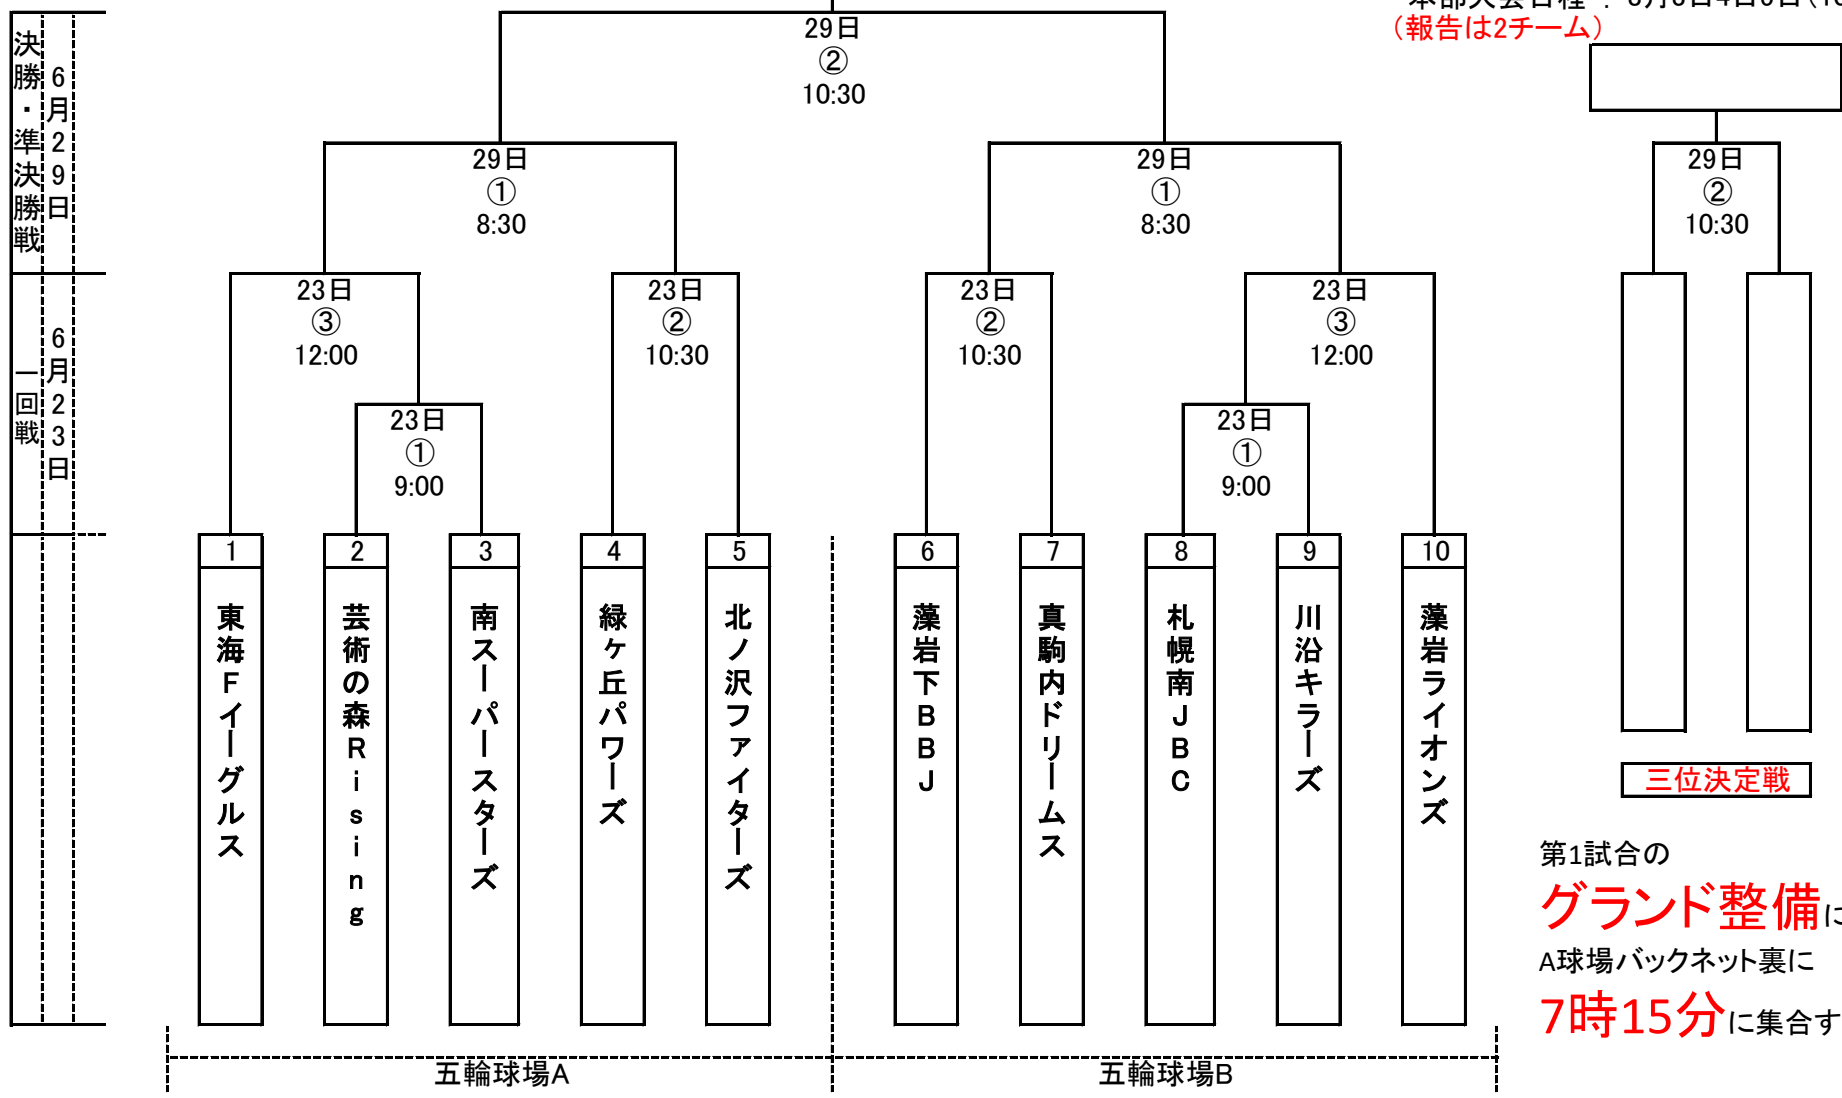 (報告は2チーム)
決勝・準決勝戦
6月29日
29日
②
10:30
29日
①
8:30
29日
①
8:30
29日
②
10:30
一回戦
6月23日
23日
③
12:00
23日
②
10:30
23日
②
10:30
23日
③
12:00
23日
①
9:00
23日
①
9:00
1
東海Fイーグルス
2
芸術の森Rising
3
南スーパースターズ
4
緑ヶ丘パワーズ
5
北ノ沢ファイターズ
6
藻岩下BBJ
7
真駒内ドリームス
8
札幌南JBC
9
川沿キラーズ
10
藻岩ライオンズ
三位決定戦
第1試合の
グランド整備に
A球場バックネット裏に
7時15分に集合す
五輪球場A
五輪球場B